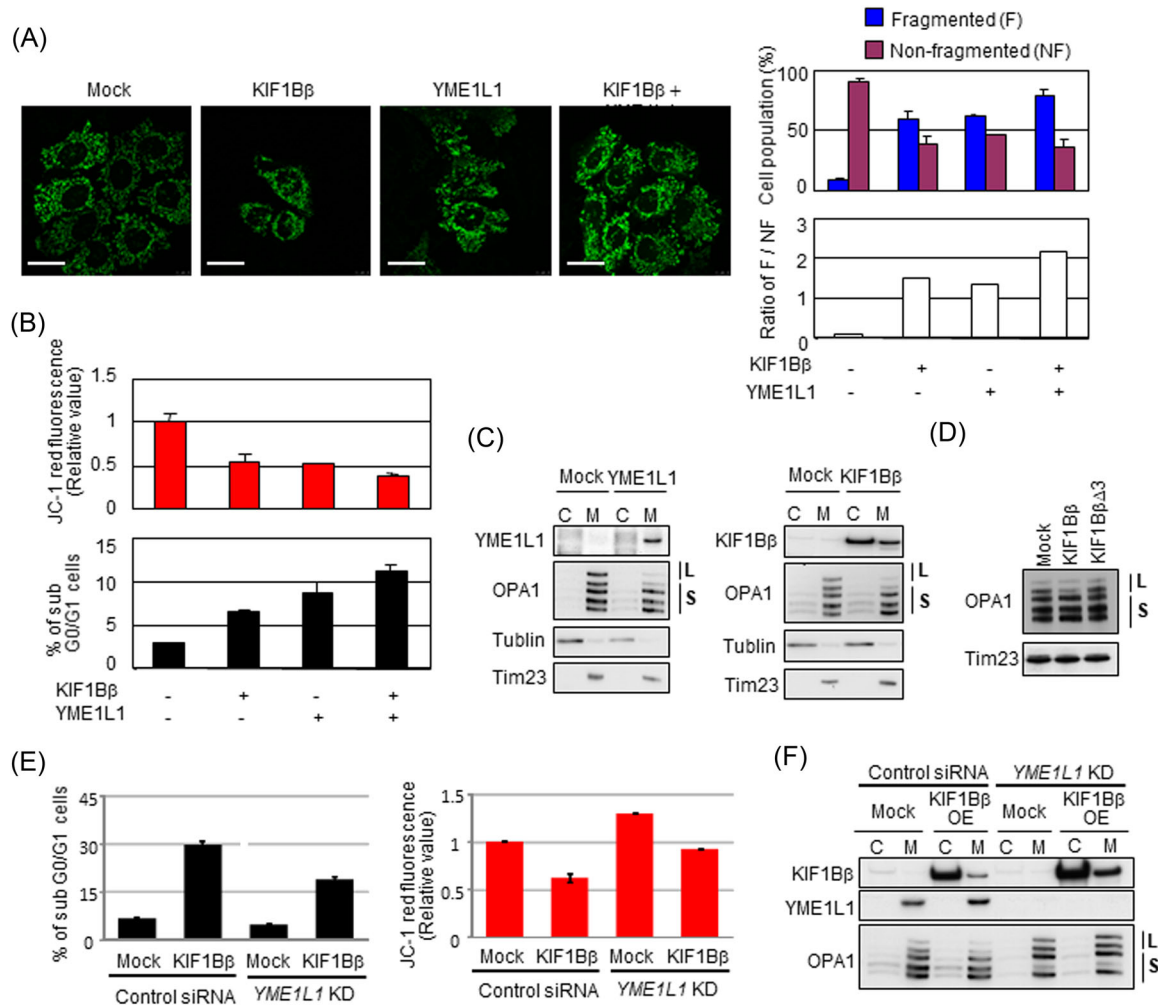 (A)
Mock
KIF1Bβ
YME1L1
KIF1Bβ +
Fragmented (F)
Non-fragmented (NF)
Cell population (%)
100
50
0
Ratio of F / NF
3
2
1
0
KIF1Bβ - + - +
YME1L1 - - + +
(B)
JC-1 red fluorescence
(Relative value)
1.5
1
0.5
0
% of sub
G0/G1 cells
15
10
5
0
KIF1Bβ - + - +
YME1L1 - - + +
(C)
Mock YME1L1
C M C M
YME1L1
OPA1
L
S
Tublin
Tim23
Mock KIF1Bβ
C M C M
KIF1Bβ
OPA1
L
S
Tublin
Tim23
(D)
Mock
KIF1Bβ
KIF1BβΔ3
OPA1
L
S
Tim23
(E)
% of sub G0/G1 cells
45
30
15
0
Mock KIF1Bβ Mock KIF1Bβ
Control siRNA YME1L1 KD
JC-1 red fluorescence
(Relative value)
1.5
1
0.5
0
Mock KIF1Bβ Mock KIF1Bβ
Control siRNA YME1L1 KD
(F)
Control siRNA YME1L1 KD
Mock KIF1Bβ OE Mock KIF1Bβ OE
C M C M C M C M
KIF1Bβ
YME1L1
OPA1
L
S